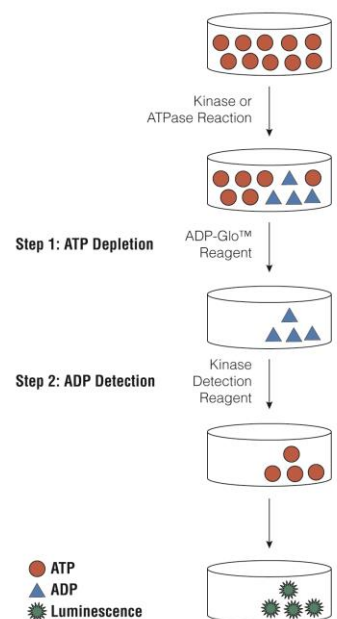 Kinase or
ATPase Reaction
Step 1: ATP Depletion
ADP-Glo™
Reagent
Step 2: ADP Detection
Kinase
Detection
Reagent
ATP
ADP
Luminescence